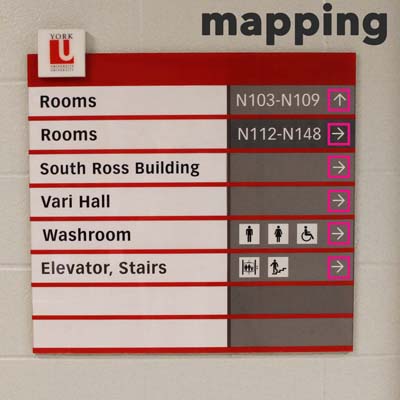 mapping
YORK
U
UNIVERSITÉ
UNIVERSITY
Rooms N103-N109 ↑
Rooms N112-N148 →
South Ross Building →
Vari Hall →
Washroom →
Elevator, Stairs →